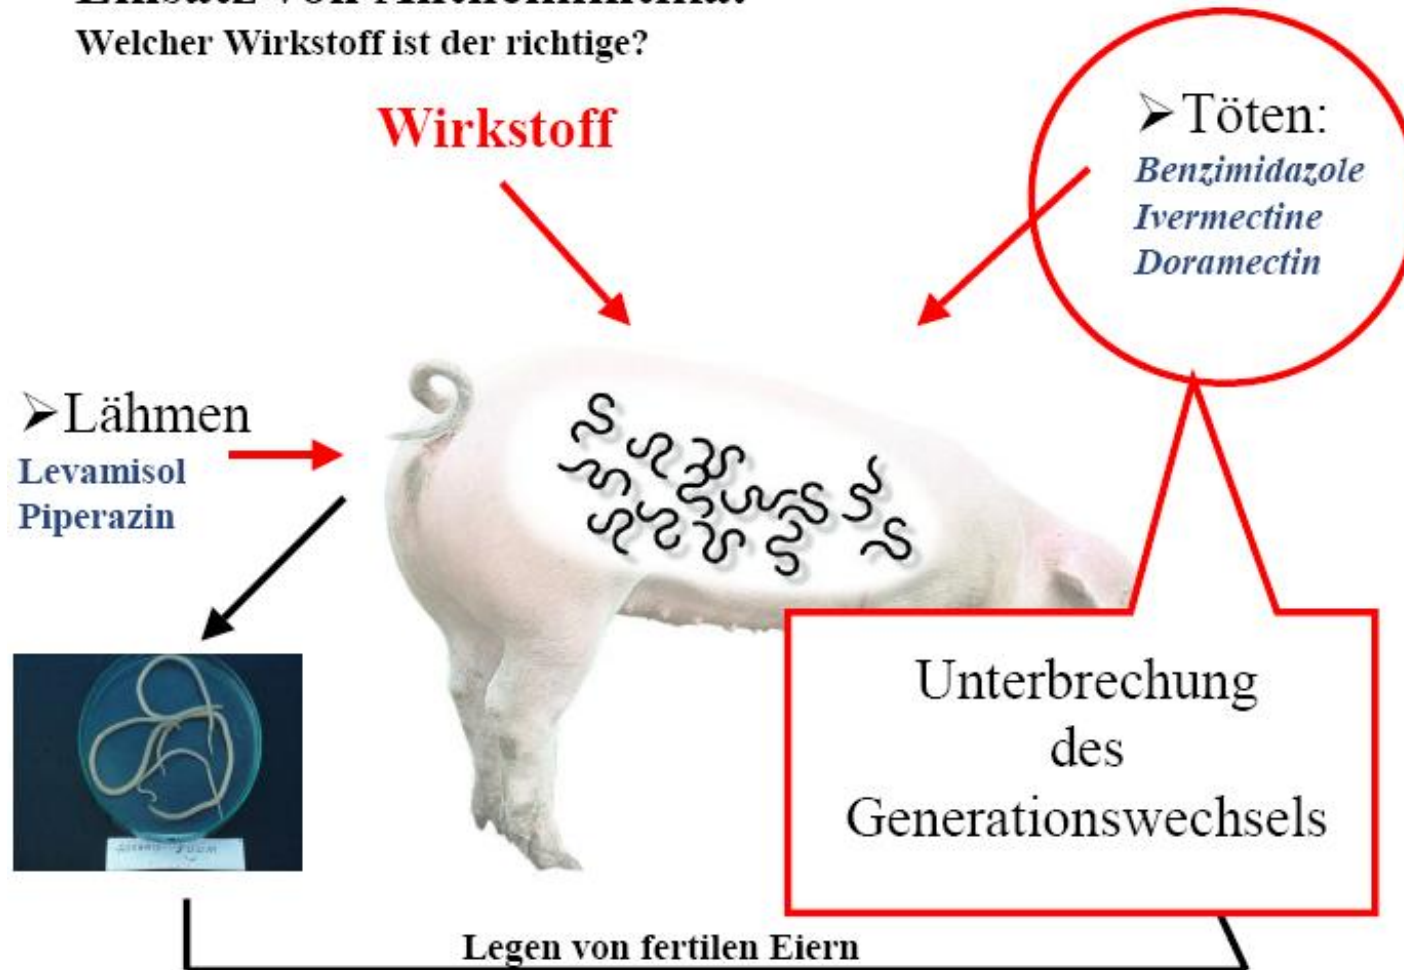 Welcher Wirkstoff ist der richtige?
Wirkstoff
➤Töten:
Benzimidazole
Ivermectine
Doramectin
➤Lähmen
Levamisol
Piperazin
Unterbrechung
des
Generationswechsels
Legen von fertilen Eiern